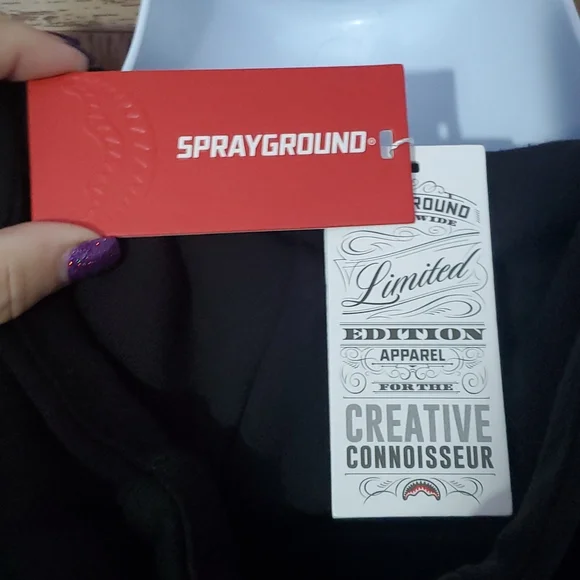 SPRAYGROUND®
Limited
EDITION
APPAREL
FOR THE
CREATIVE
CONNOISSEUR